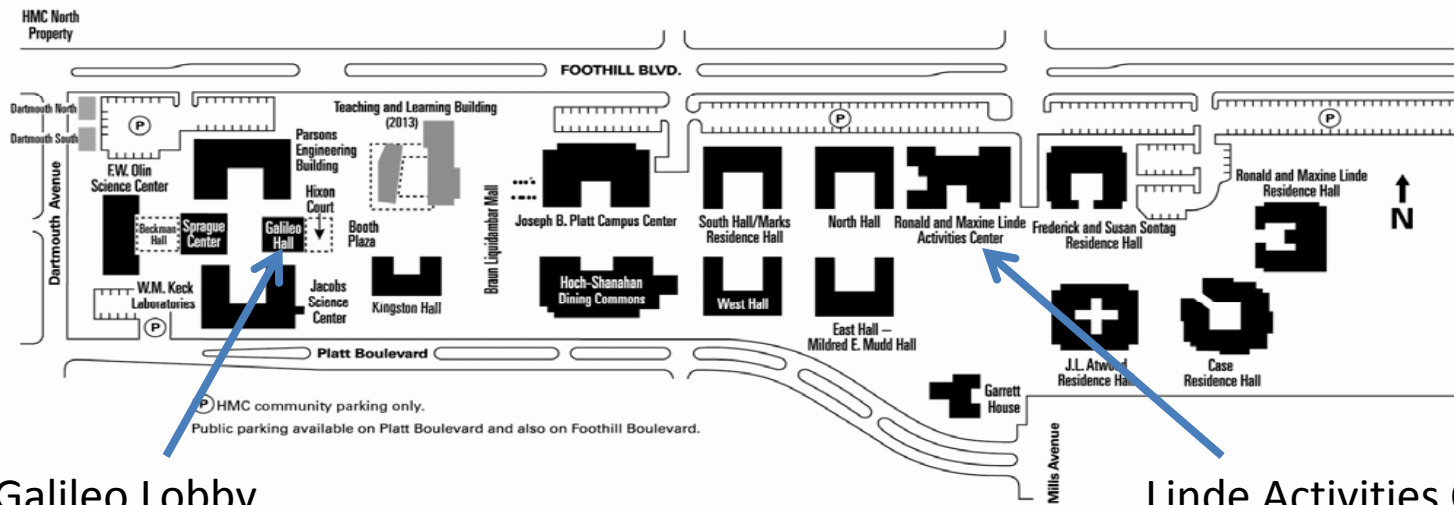 HMC North
Property
FOOTHILL BLVD.
Dartmouth North
Dartmouth South
P
Teaching and Learning Building
(2013)
P
P
Parsons
Engineering
Building
F.W. Olin
Science Center
Dartmouth Avenue
Hixon
Court
Beckman
Hall
Sprague
Center
Galileo
Hall
Booth
Plaza
Braun Liquidambar Mall
Joseph B. Platt Campus Center
South Hall/Marks
Residence Hall
North Hall
Ronald and Maxine Linde
Activities Center
Frederick and Susan Sontag
Residence Hall
Ronald and Maxine Linde
Residence Hall
N
W.M. Keck
Laboratories
P
Jacobs
Science
Center
Kingston Hall
Hoch-Shanahan
Dining Commons
West Hall
East Hall –
Mildred E. Mudd Hall
J.L. Atwood
Residence Hall
Case
Residence Hall
Platt Boulevard
Garrett
House
P HMC community parking only.
Public parking available on Platt Boulevard and also on Foothill Boulevard.
Mills Avenue
Galileo Lobby
Linde Activities